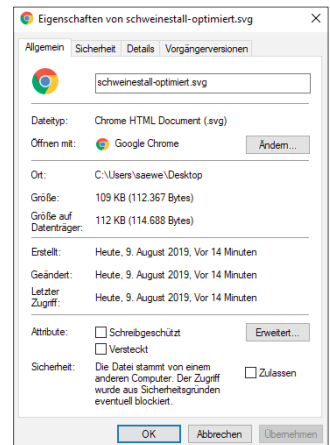 Eigenschaften von schweinestall-optimiert.svg
Allgemein Sicherheit Details Vorgängerversionen
schweinestall-optimiert.svg
Dateityp: Chrome HTML Document (.svg)
Öffnen mit: Google Chrome Ändern...
Ort: C:\Users\saewe\Desktop
Größe: 109 KB (112.367 Bytes)
Größe auf
Datenträger: 112 KB (114.688 Bytes)
Erstellt: Heute, 9. August 2019, Vor 14 Minuten
Geändert: Heute, 9. August 2019, Vor 14 Minuten
Letzter
Zugriff: Heute, 9. August 2019, Vor 14 Minuten
Attribute: Schreibgeschützt Erweitert...
Versteckt
Sicherheit: Die Datei stammt von einem
anderen Computer. Der Zugriff Zulassen
wurde aus Sicherheitsgründen
eventuell blockiert.
OK Abbrechen Übernehmen